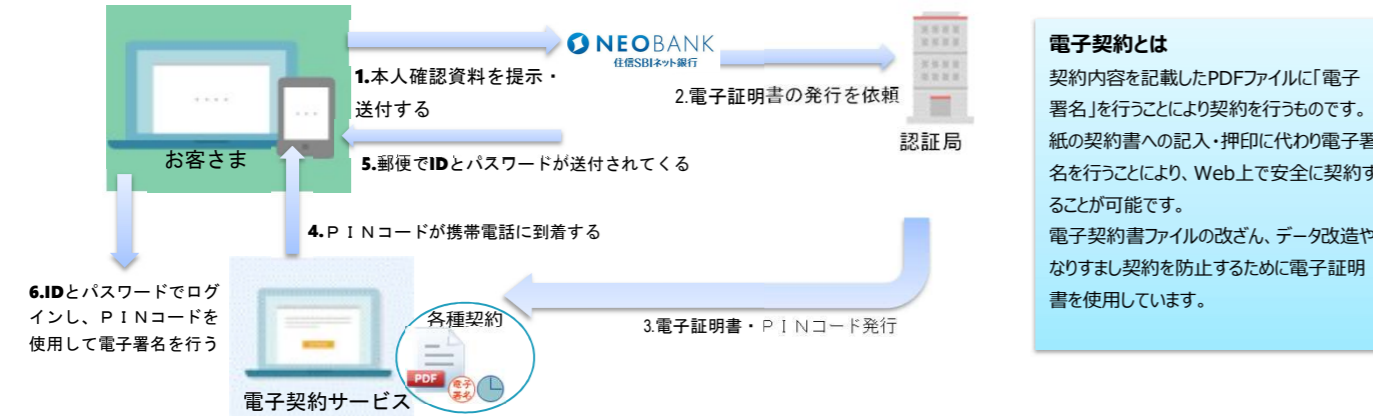 NEOBANK
住信SBIネット銀行
1.本人確認資料を提示・
送付する
2.電子証明書の発行を依頼
認証局
お客さま
5.郵便でIDとパスワードが送付されてくる
4.ＰＩＮコードが携帯電話に到着する
6.IDとパスワードでログ
インし、ＰＩＮコードを
使用して電子署名を行う
各種契約
3.電子証明書・ＰＩＮコード発行
PDF
電子
署名
電子契約サービス
電子契約とは
契約内容を記載したPDFファイルに「電子
署名」を行うことにより契約を行うものです。
紙の契約書への記入・押印に代わり電子署
名を行うことにより、Web上で安全に契約す
ることが可能です。
電子契約書ファイルの改ざん、データ改造や
なりすまし契約を防止するために電子証明
書を使用しています。